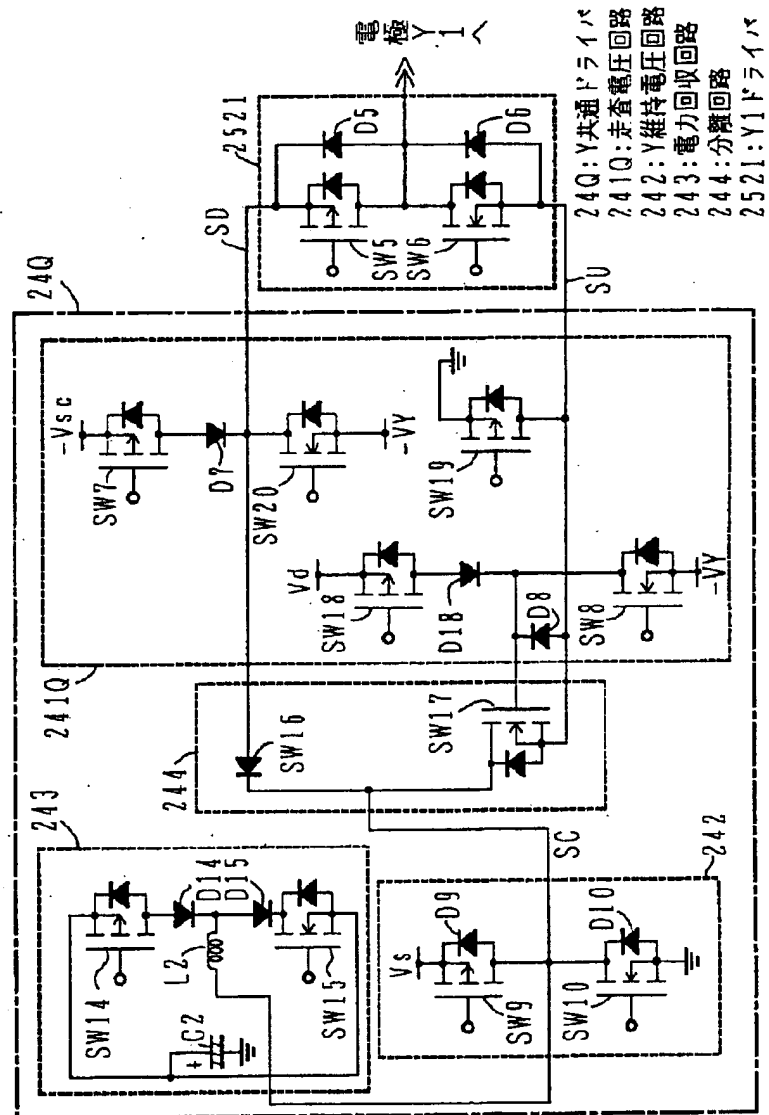 24Q
241Q
-Vsc
SW7
D7
SW20
-VY
SW19
Vd
SW18
D18
D8
SW8
-VY
SD
SU
2521
SW5
D5
SW6
D6
電極Y1へ
244
SW16
SW17
243
SW14
D14
L2
D15
SW15
C2
+
SC
242
Vs
D9
SW9
D10
SW10
24Q:Y共通ドライバ
241Q:走査電圧回路
242:Y維持電圧回路
243:電力回収回路
244:分離回路
2521:Y1ドライバ